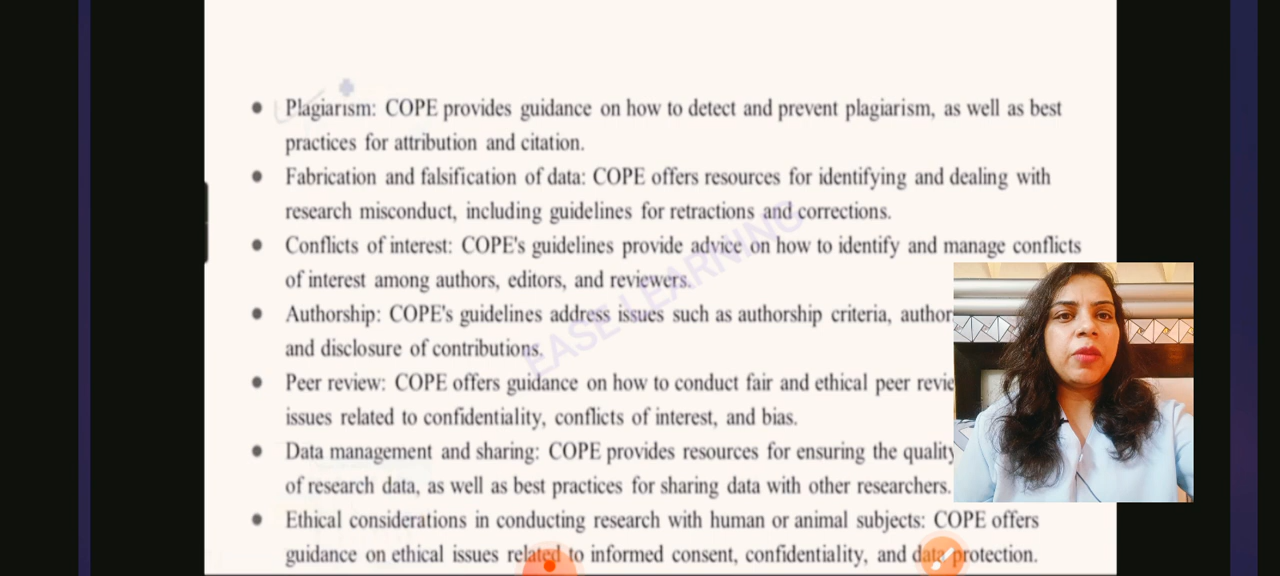 Plagiarism: COPE provides guidance on how to detect and prevent plagiarism, as well as best
practices for attribution and citation.
Fabrication and falsification of data: COPE offers resources for identifying and dealing with
research misconduct, including guidelines for retractions and corrections.
Conflicts of interest: COPE's guidelines provide advice on how to identify and manage conflicts
of interest among authors, editors, and reviewers.
Authorship: COPE's guidelines address issues such as authorship criteria, author
and disclosure of contributions.
Peer review: COPE offers guidance on how to conduct fair and ethical peer revie
issues related to confidentiality, conflicts of interest, and bias.
Data management and sharing: COPE provides resources for ensuring the quality
of research data, as well as best practices for sharing data with other researchers.
Ethical considerations in conducting research with human or animal subjects: COPE offers
guidance on ethical issues related to informed consent, confidentiality, and data protection.
EASE LEARNING